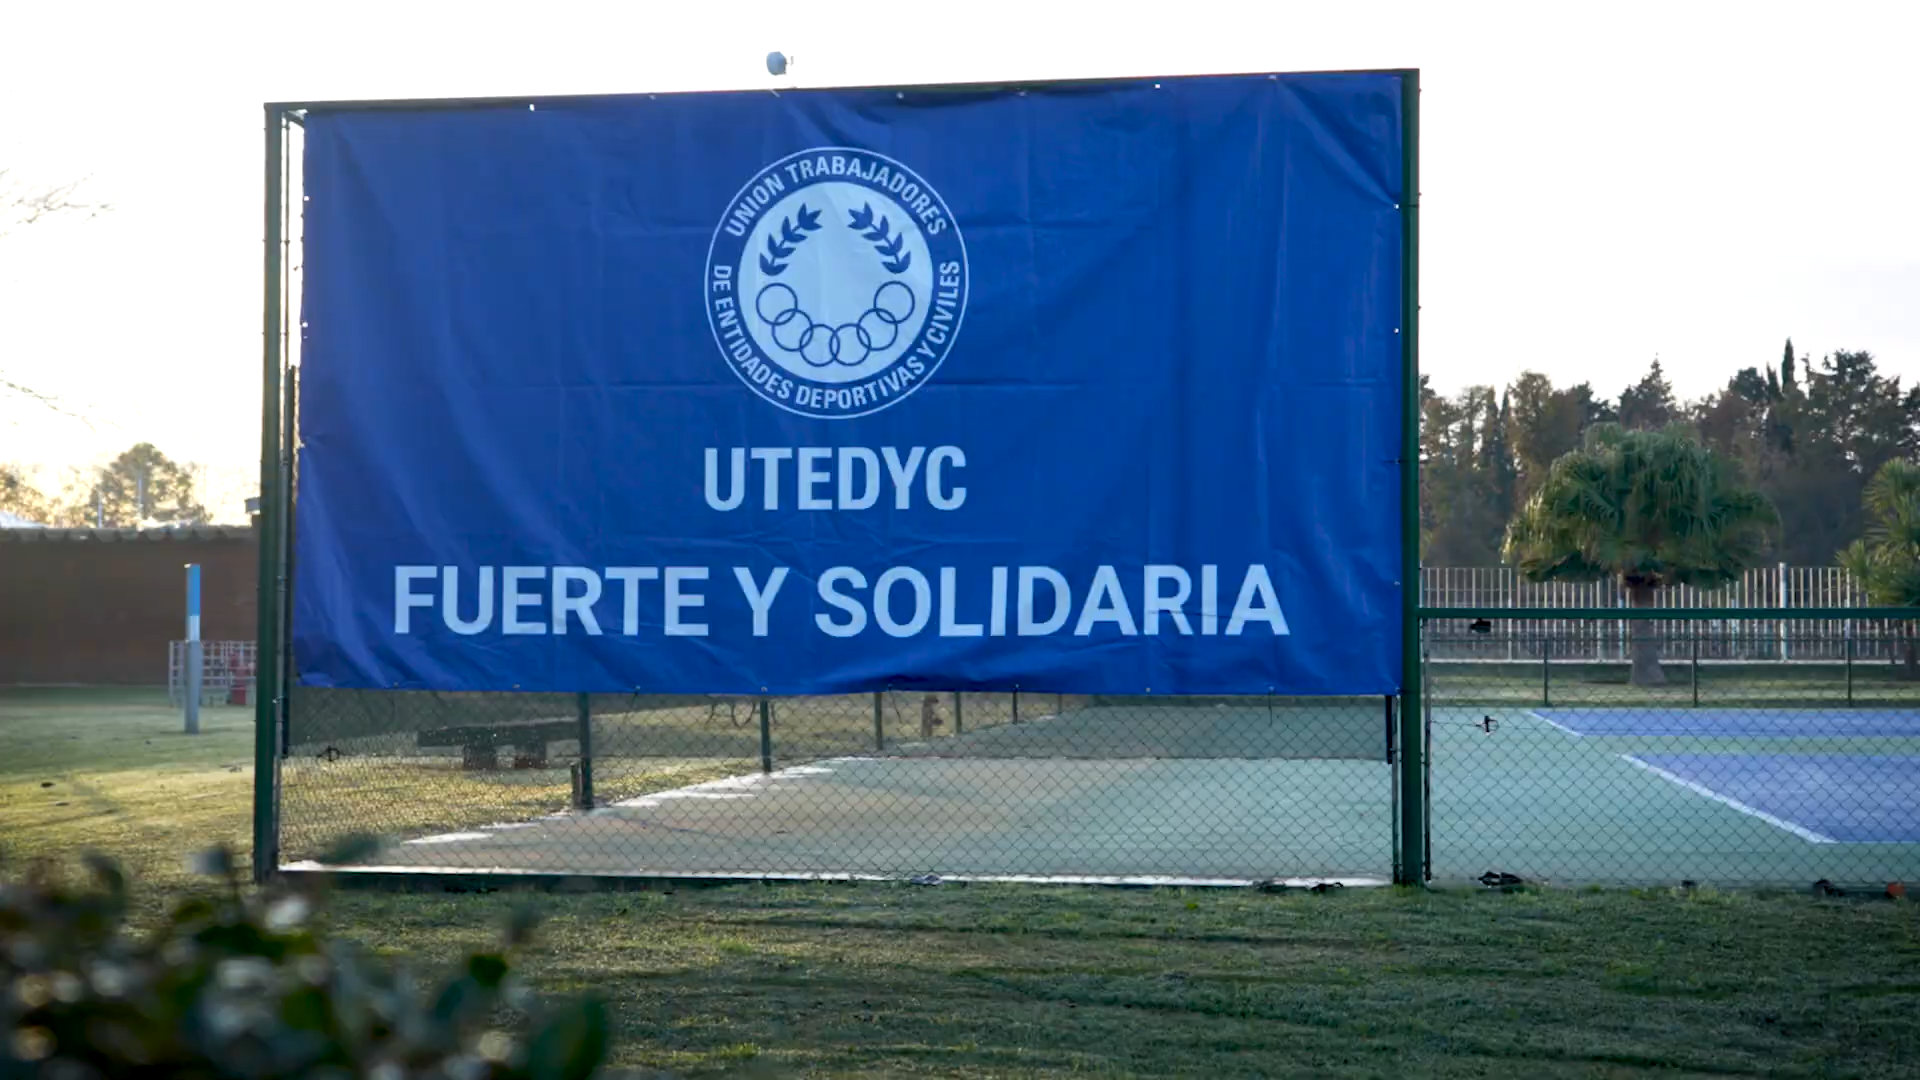 UNION TRABAJADORES
DE ENTIDADES DEPORTIVAS Y CIVILES
UTEDYC
FUERTE Y SOLIDARIA